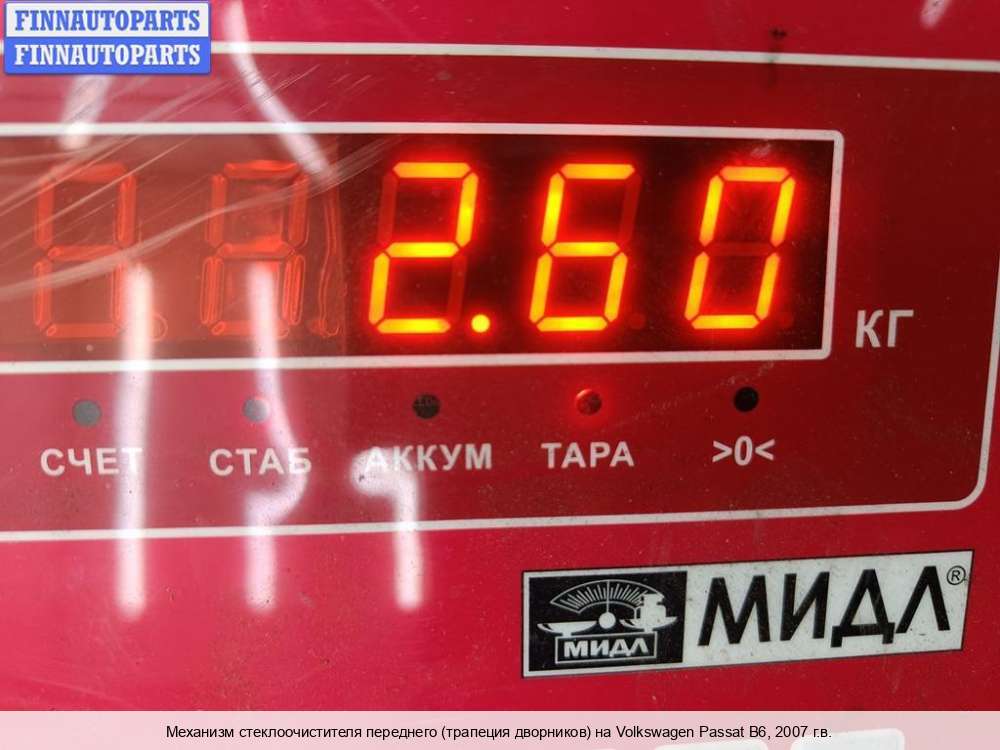 FINNAUTOPARTS
FINNAUTOPARTS
2.60
КГ
СЧЕТ СТАБ АККУМ ТАРА >0<
МИДЛ МИДЛ®
Механизм стеклоочистителя переднего (трапеция дворников) на Volkswagen Passat B6, 2007 г.в.